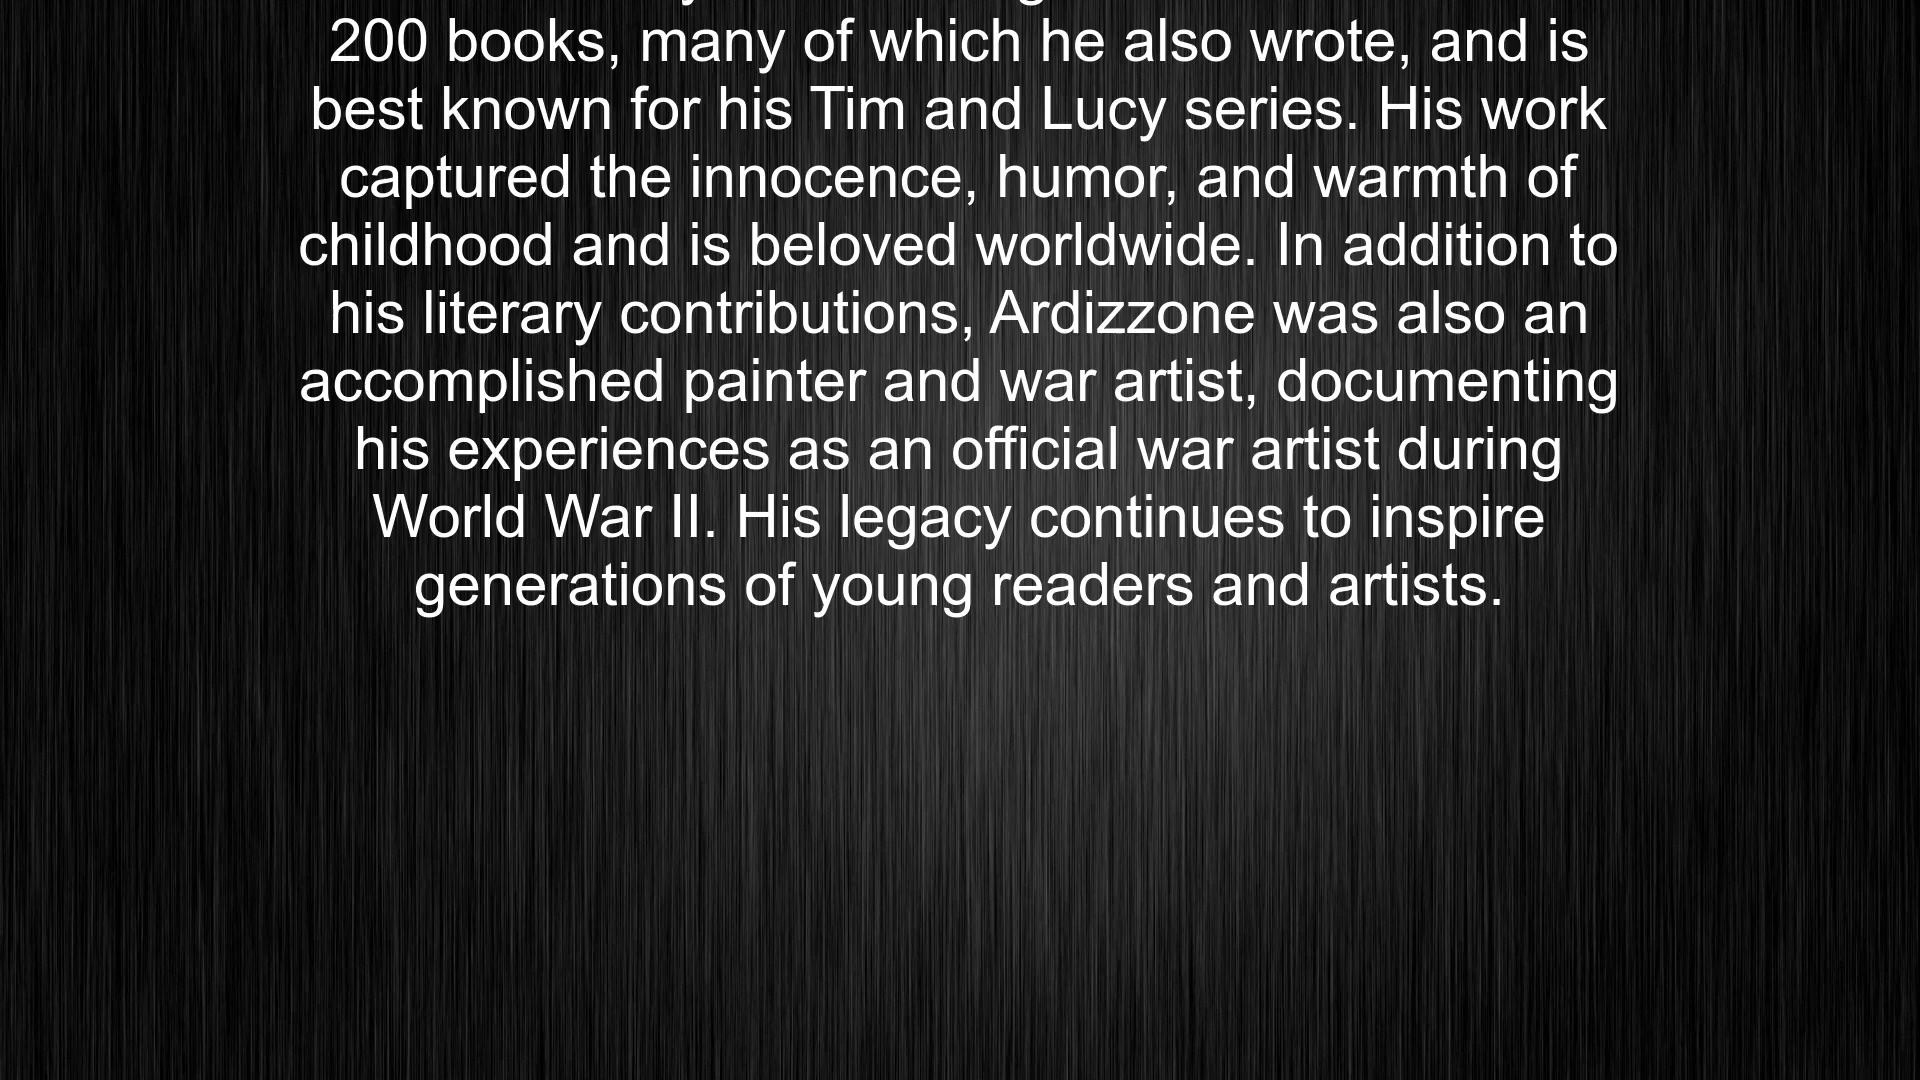 200 books, many of which he also wrote, and is
best known for his Tim and Lucy series. His work
captured the innocence, humor, and warmth of
childhood and is beloved worldwide. In addition to
his literary contributions, Ardizzone was also an
accomplished painter and war artist, documenting
his experiences as an official war artist during
World War II. His legacy continues to inspire
generations of young readers and artists.